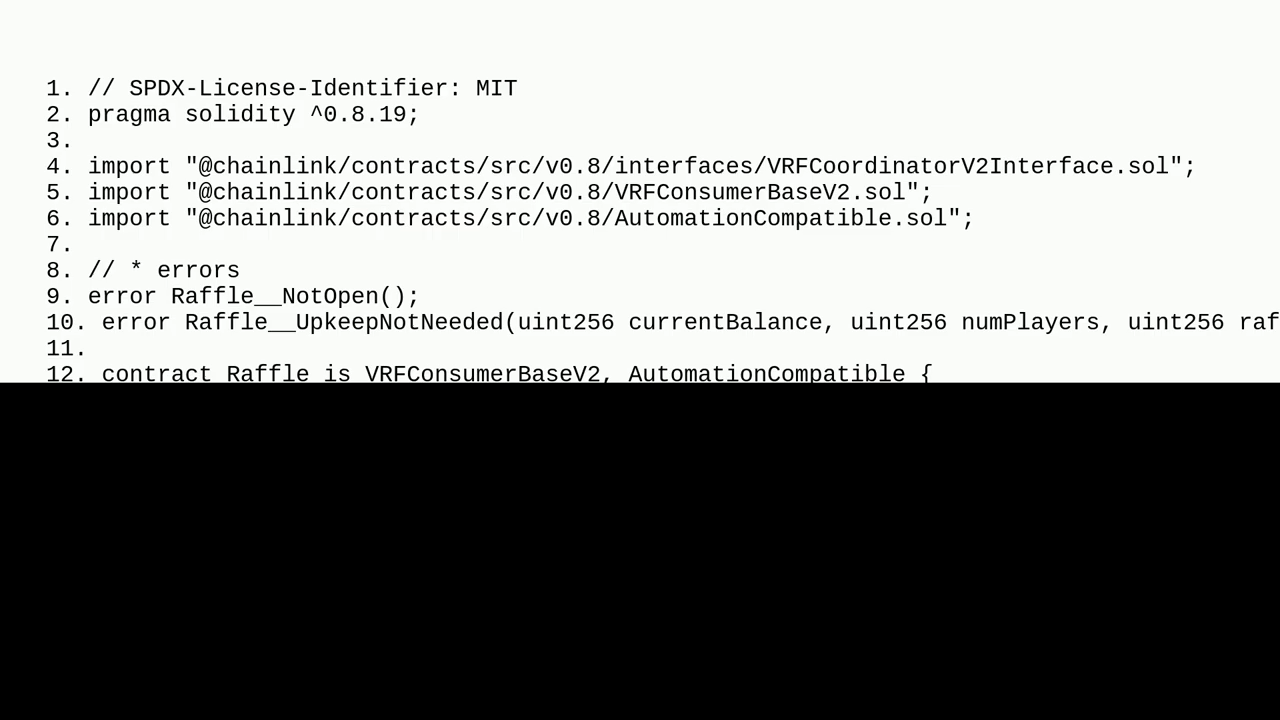 1. // SPDX-License-Identifier: MIT
2. pragma solidity ^0.8.19;
3.
4. import "@chainlink/contracts/src/v0.8/interfaces/VRFCoordinatorV2Interface.sol";
5. import "@chainlink/contracts/src/v0.8/VRFConsumerBaseV2.sol";
6. import "@chainlink/contracts/src/v0.8/AutomationCompatible.sol";
7.
8. // * errors
9. error Raffle__NotOpen();
10. error Raffle__UpkeepNotNeeded(uint256 currentBalance, uint256 numPlayers, uint256 raf
11.
12. contract Raffle is VRFConsumerBaseV2, AutomationCompatible {